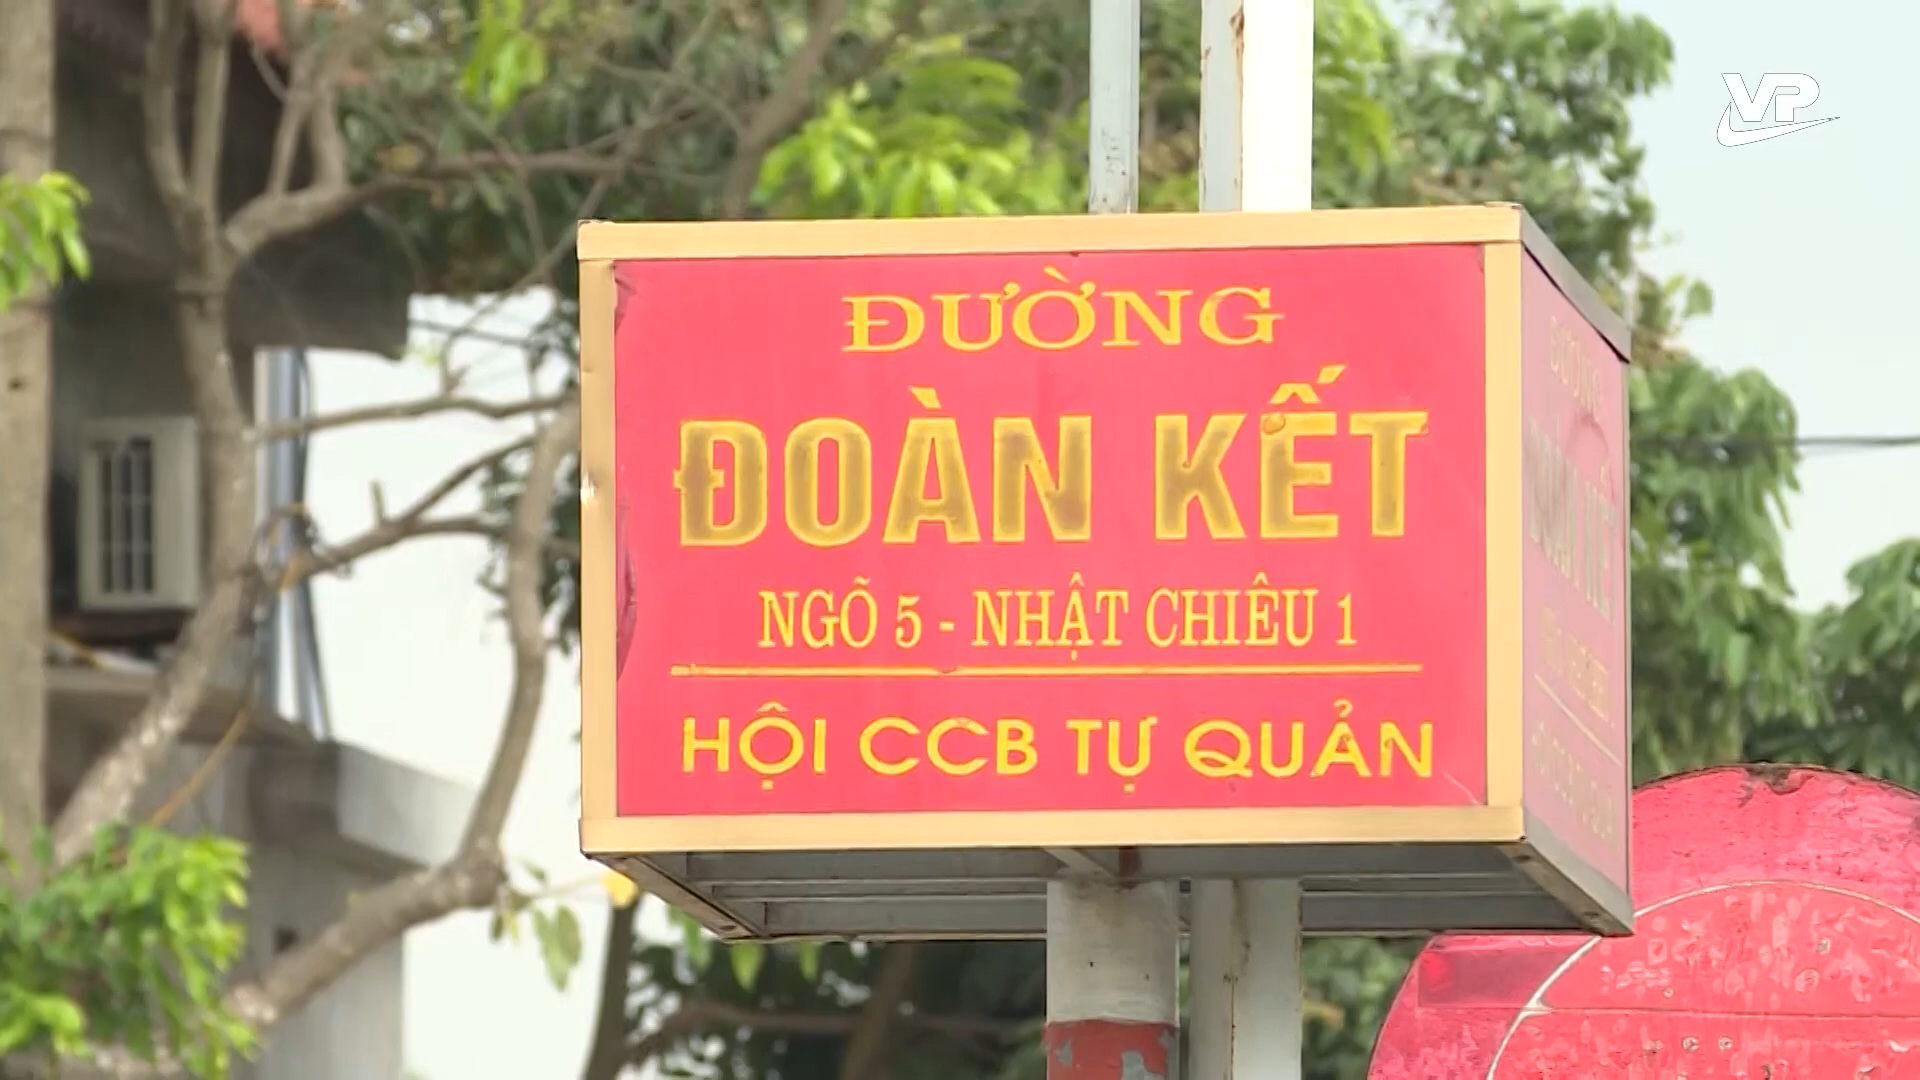 VP
ĐƯỜNG
ĐOÀN KẾT
NGÕ 5 - NHẬT CHIÊU 1
HỘI CCB TỰ QUẢN